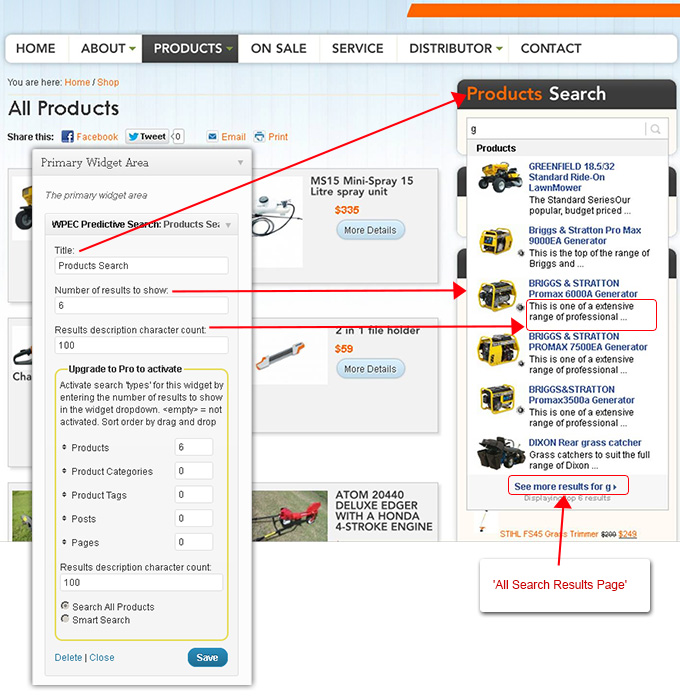 HOME ABOUT PRODUCTS ON SALE SERVICE DISTRIBUTOR CONTACT
You are here: Home / Shop
All Products
Share this: Facebook Tweet 0 Email Print
Primary Widget Area
The primary widget area
WPEC Predictive Search: Products Sea
Title:
Products Search
Number of results to show:
6
Results description character count:
100
Upgrade to Pro to activate
Activate search 'types' for this widget by
entering the number of results to show
in the widget dropdown. <empty> = not
activated. Sort order by drag and drop
Products 6
Product Categories 0
Product Tags 0
Posts 0
Pages 0
Results description character count:
100
Search All Products
Smart Search
Delete | Close Save
MS15 Mini-Spray 15
Litre spray unit
$335
More Details
Cha
2 in 1 file holder
$59
More Details
ATOM 20440
DELUXE EDGER
WITH A HONDA
4-STROKE ENGINE
Products Search
g
Products
GREENFIELD 18.5/32
Standard Ride-On
LawnMower
The Standard SeriesOur
popular, budget priced ...
Briggs & Stratton Pro Max
9000EA Generator
This is the top of the range of
Briggs and ...
BRIGGS & STRATTON
Promax 6000A Generator
This is one of a extensive
range of professional ...
BRIGGS & STRATTON
PROMAX 7500EA Generator
This is one of a extensive
range of professional ...
BRIGGS&STRATTON
Promax3500a Generator
This is one of a extensive
range of professional ...
DIXON Rear grass catcher
Grass catchers to suit the full
range of Dixon ...
See more results for g
Displaying top 6 results
STIHL FS45 Grass Trimmer $299 $249
'All Search Results Page'